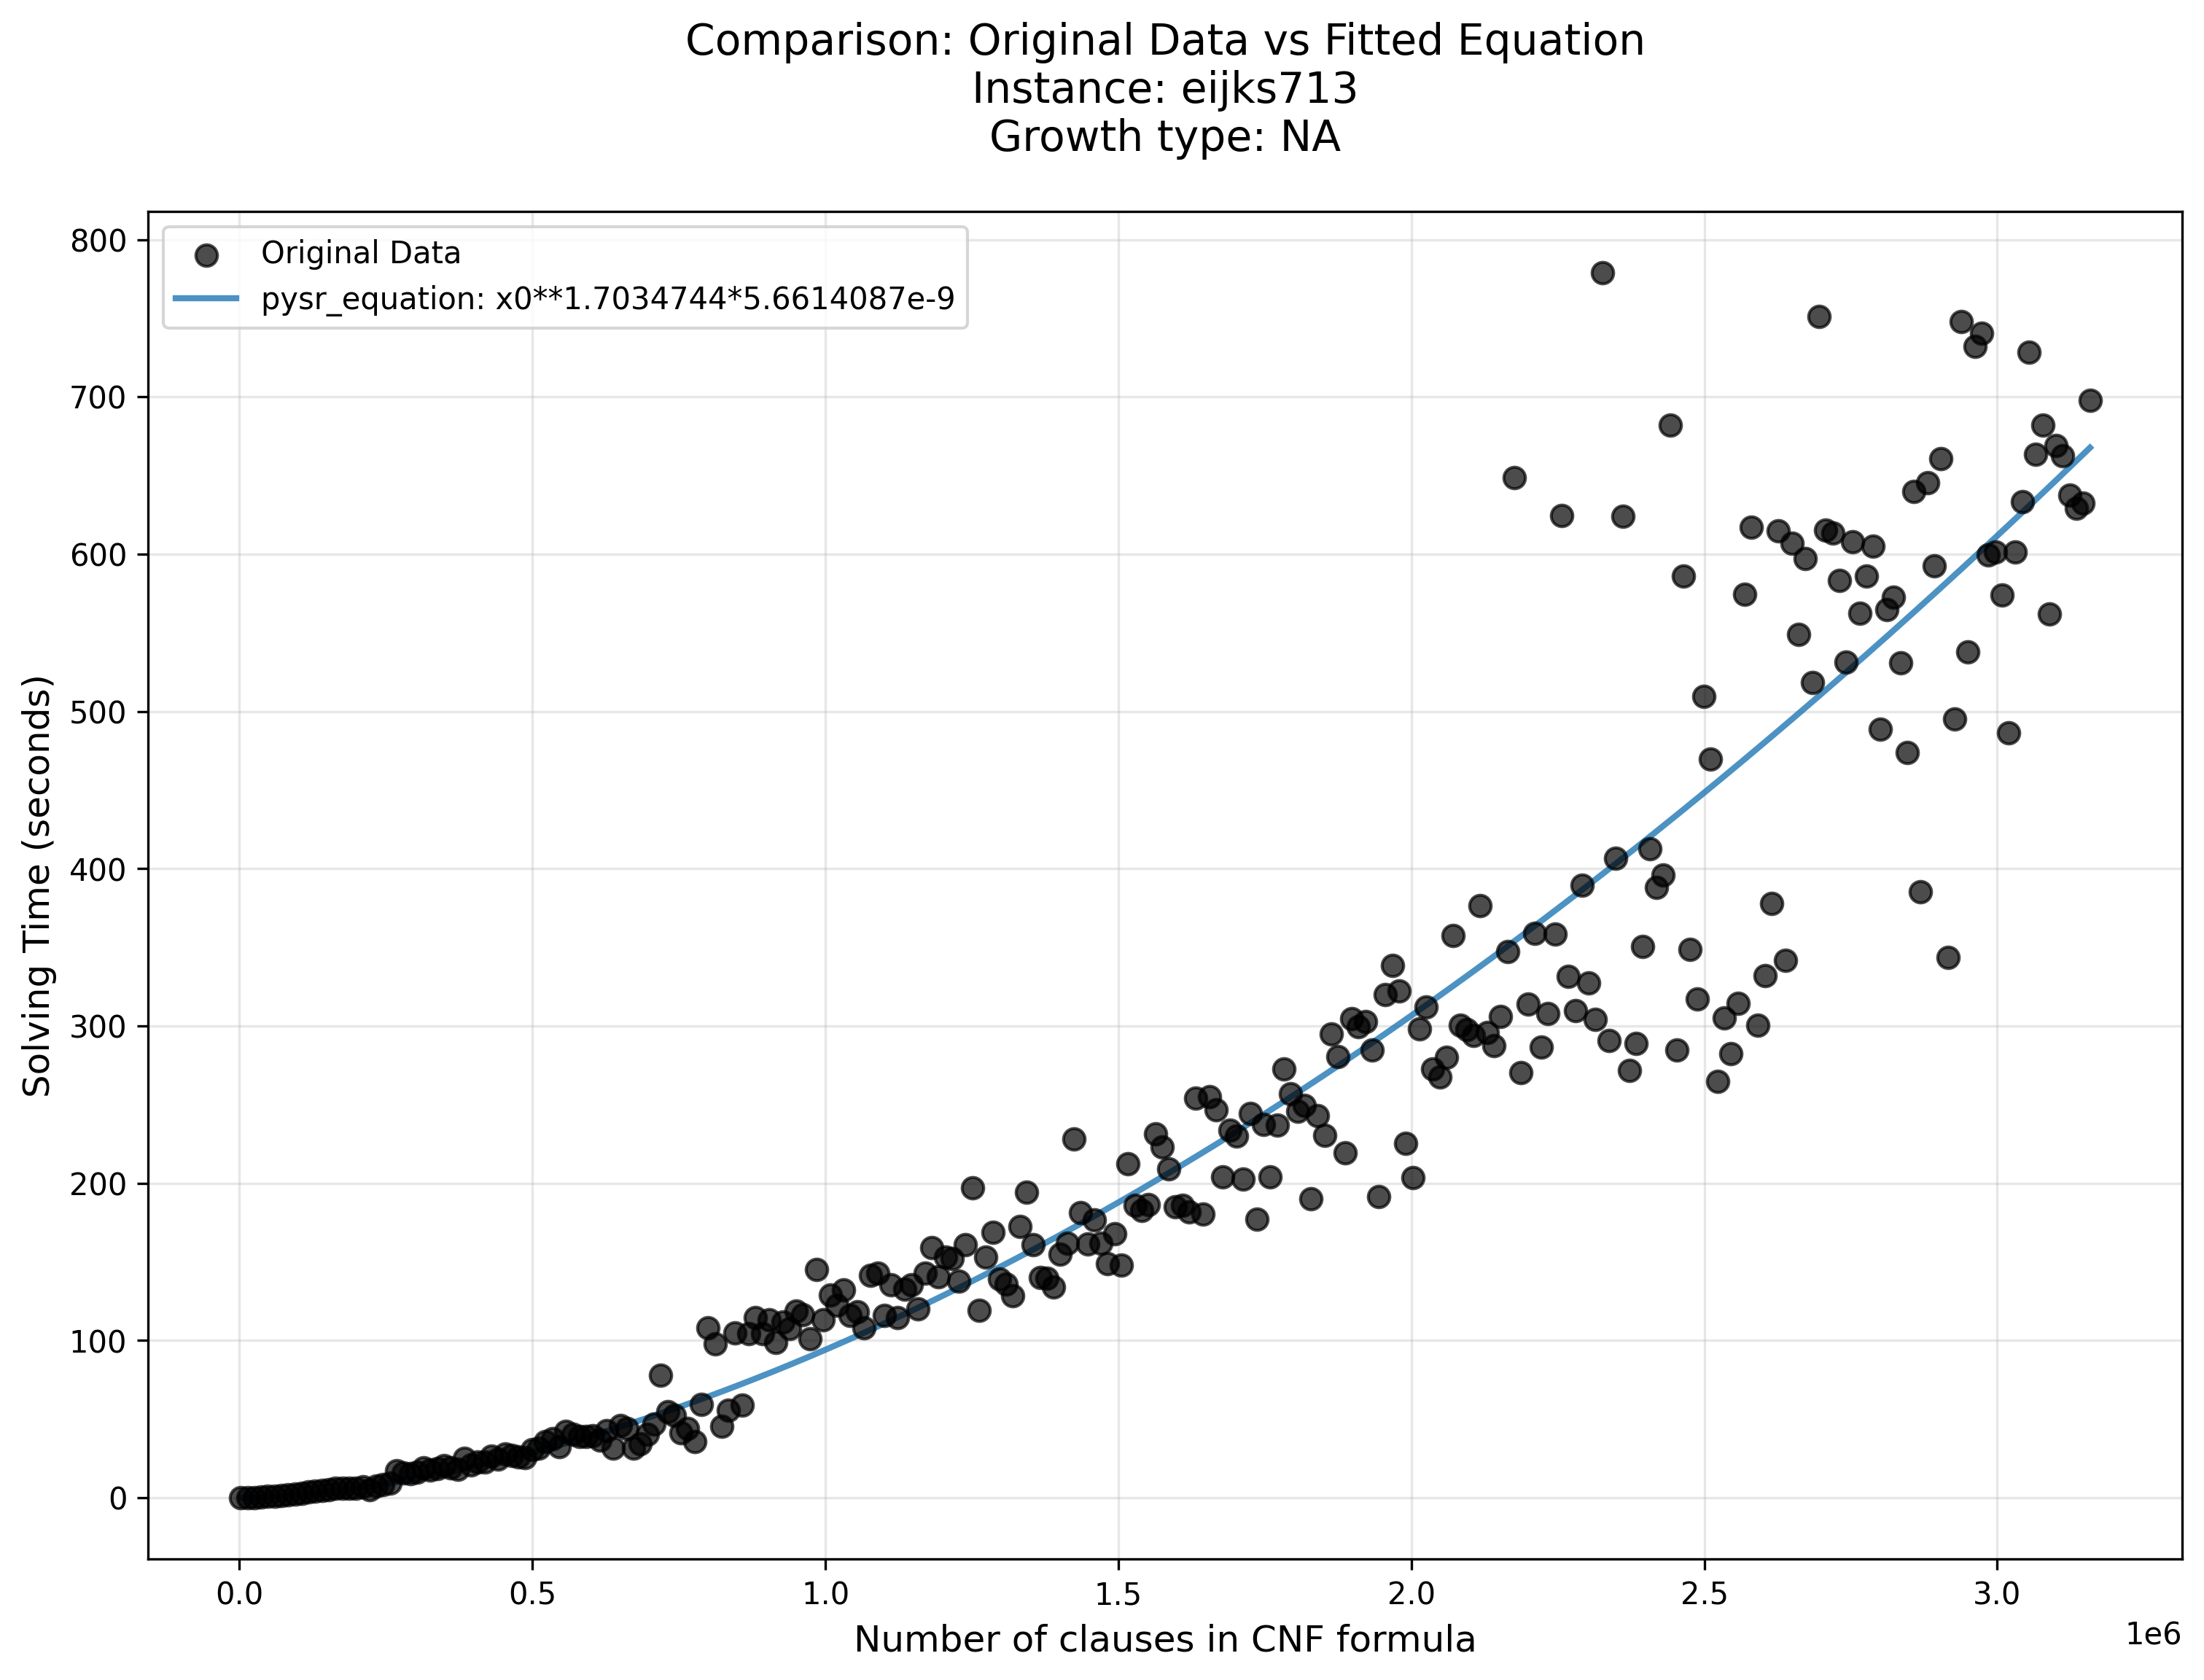 Comparison: Original Data vs Fitted Equation
Instance: eijks713
Growth type: NA
Original Data
pysr_equation: x0**1.7034744*5.6614087e-9
800
700
600
500
400
300
200
100
0
Solving Time (seconds)
0.0 0.5 1.0 1.5 2.0 2.5 3.0
1e6
Number of clauses in CNF formula